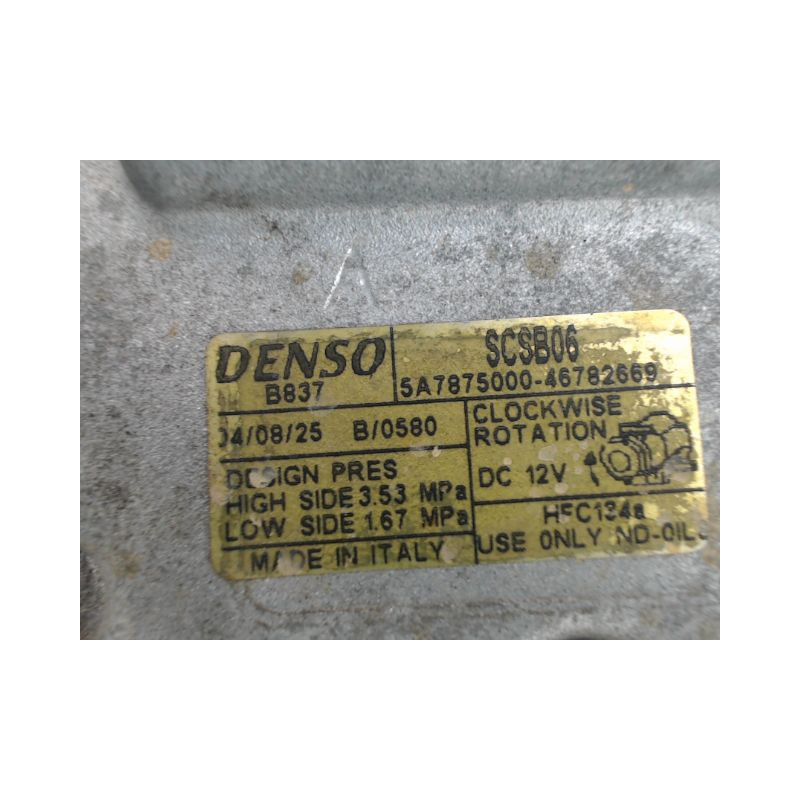 DENSO
B837
SCSB06
5A7875000-46782669
04/08/25 B/0580
DESIGN PRES
HIGH SIDE 3.53 MPa
LOW SIDE 1.67 MPa
MADE IN ITALY
CLOCKWISE
ROTATION
DC 12V
HFC134a
USE ONLY ND-OIL